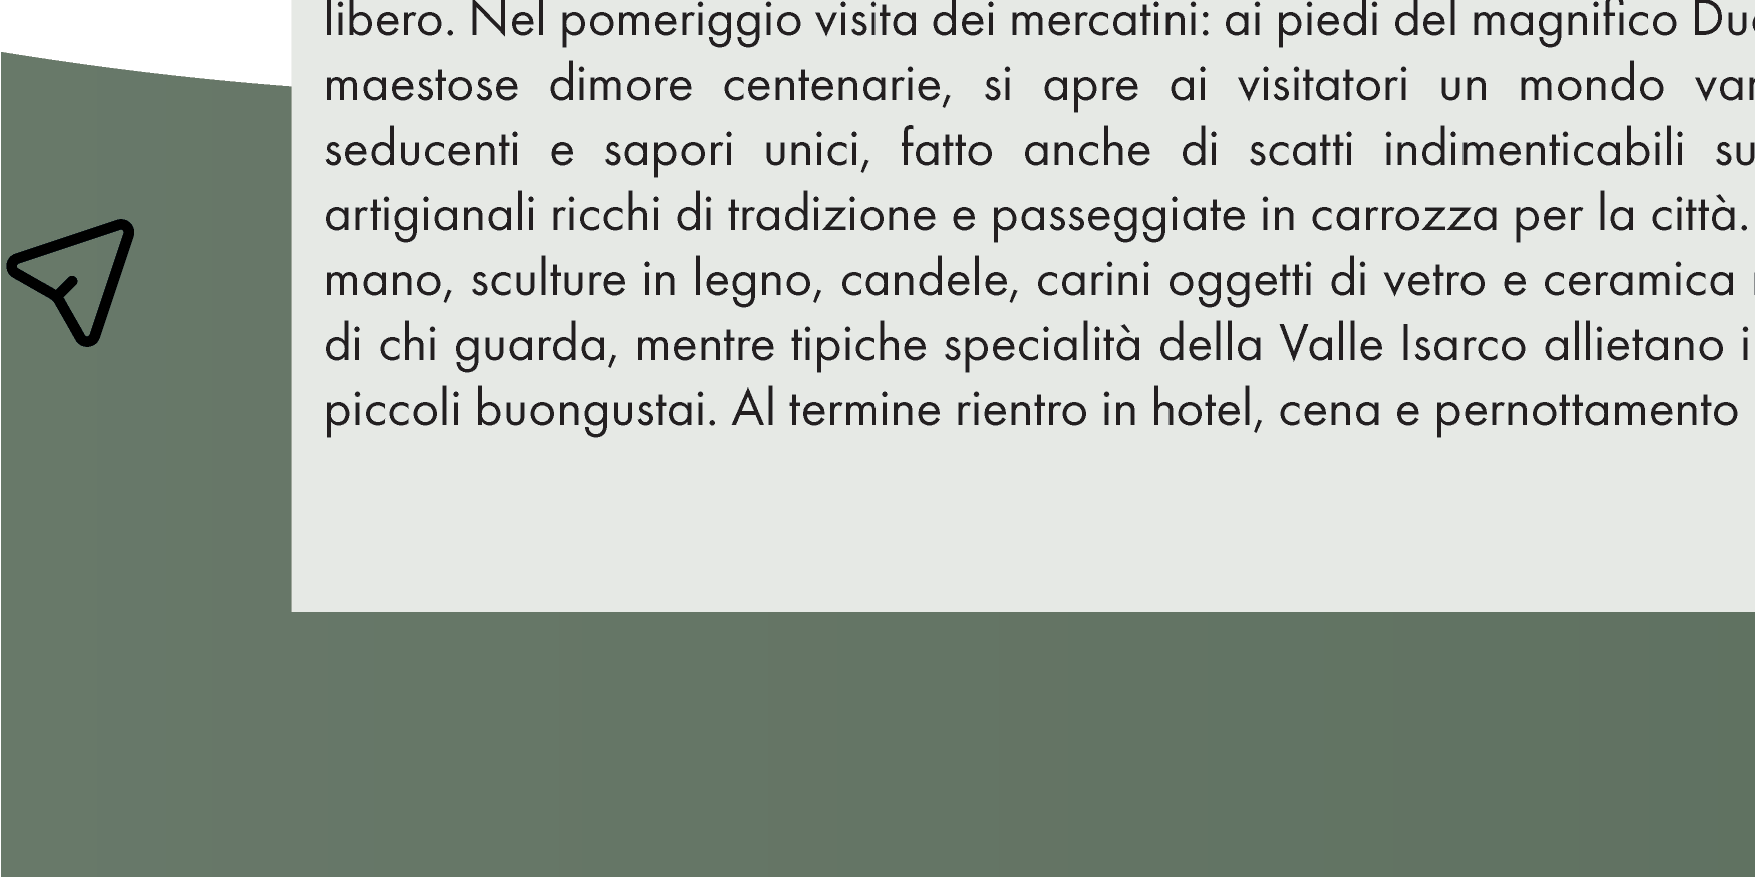 libero. Nel pomeriggio visita dei mercatini: ai piedi del magnifico
maestose dimore centenarie, si apre ai visitatori un mondo
seducenti e sapori unici, fatto anche di scatti indimenticabili
artigianali ricchi di tradizione e passeggiate in carrozza per la città.
mano, sculture in legno, candele, carini oggetti di vetro e ceramica
di chi guarda, mentre tipiche specialità della Valle Isarco allietano
piccoli buongustai. Al termine rientro in hotel, cena e pernottamento